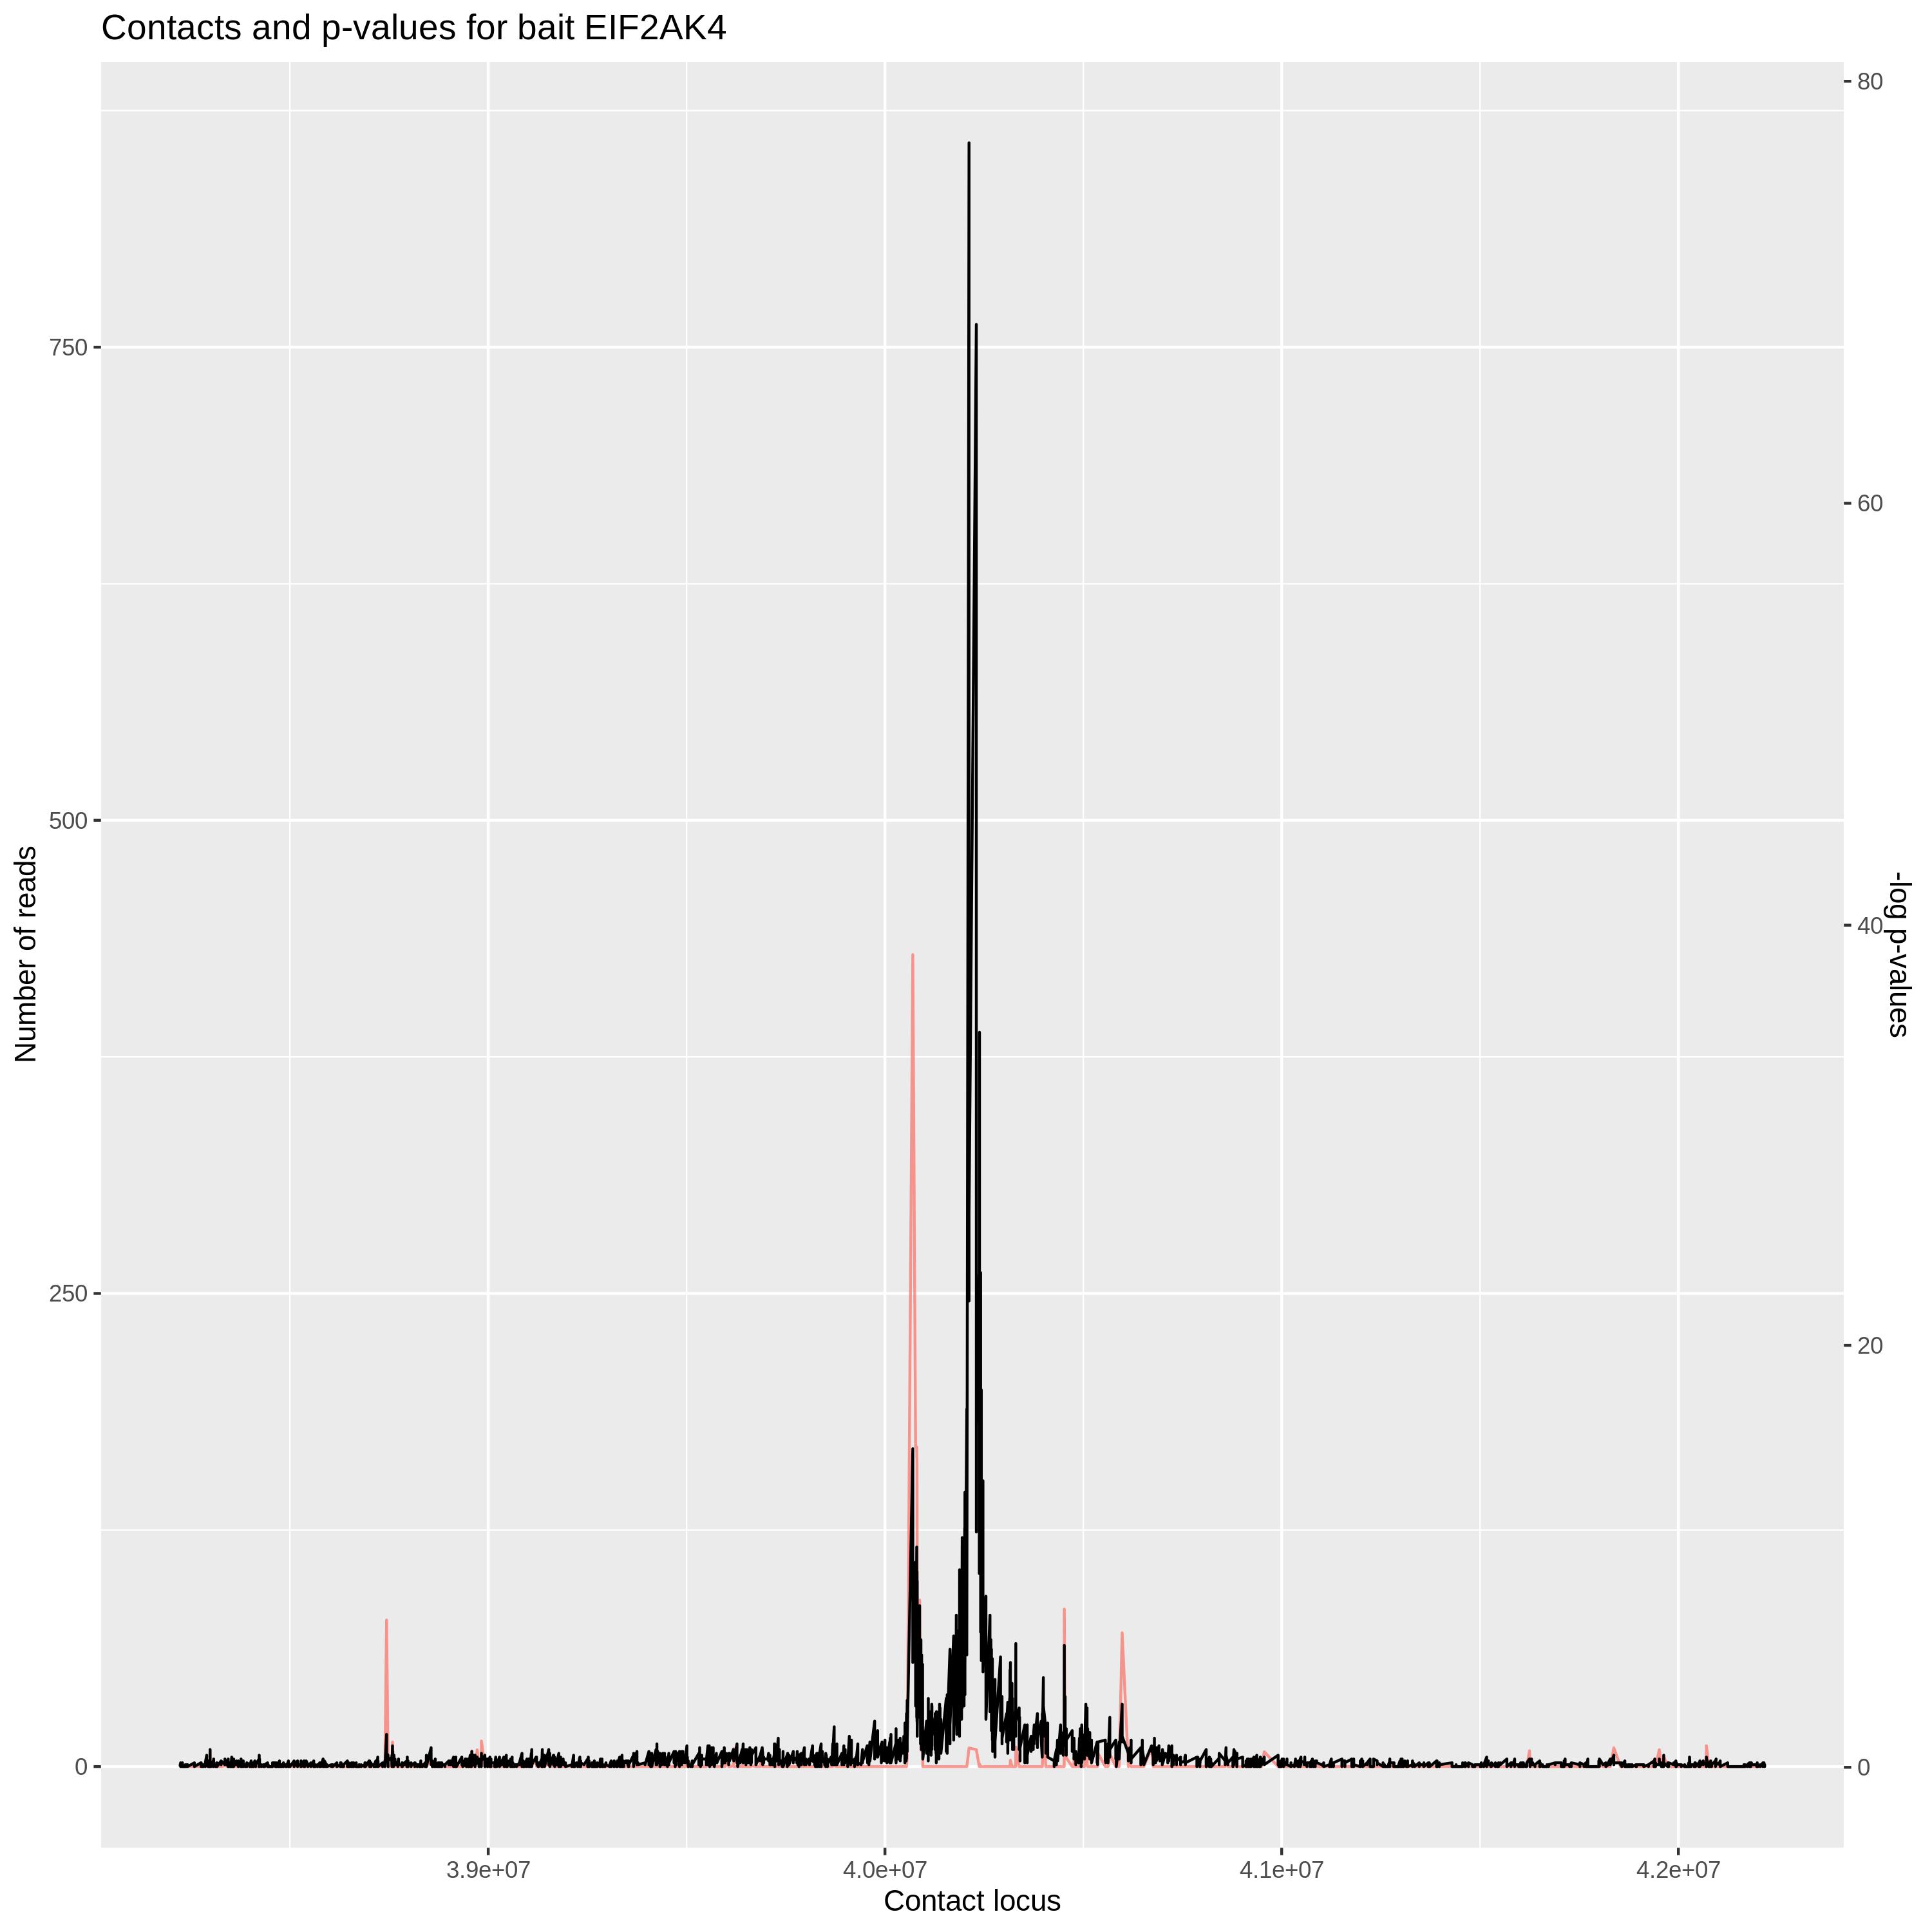 Contacts and p-values for bait EIF2AK4
80
750
60
500
Number of reads
-log p-values
40
250
20
0
0
3.9e+07
4.0e+07
4.1e+07
4.2e+07
Contact locus